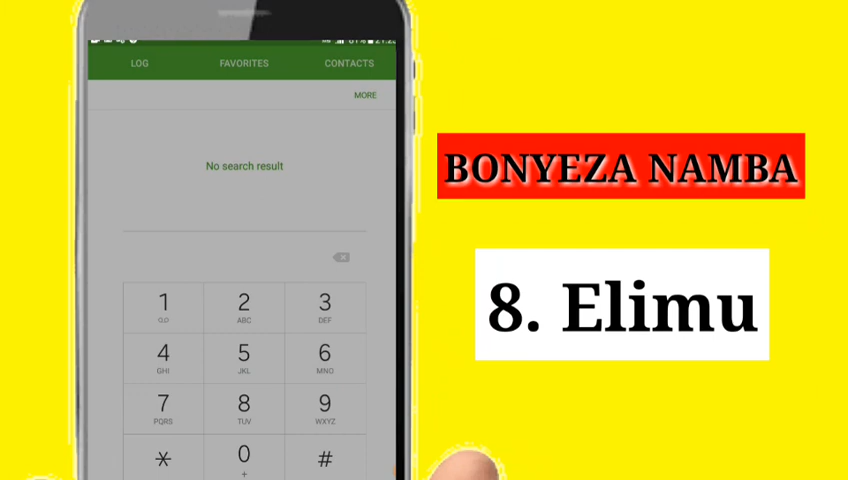 LOG FAVORITES CONTACTS
MORE
No search result
BONYEZA NAMBA
8. Elimu
1 2 3
ABC DEF
4 5 6
GHI JKL MNO
7 8 9
PQRS TUV WXYZ
* 0 #
+